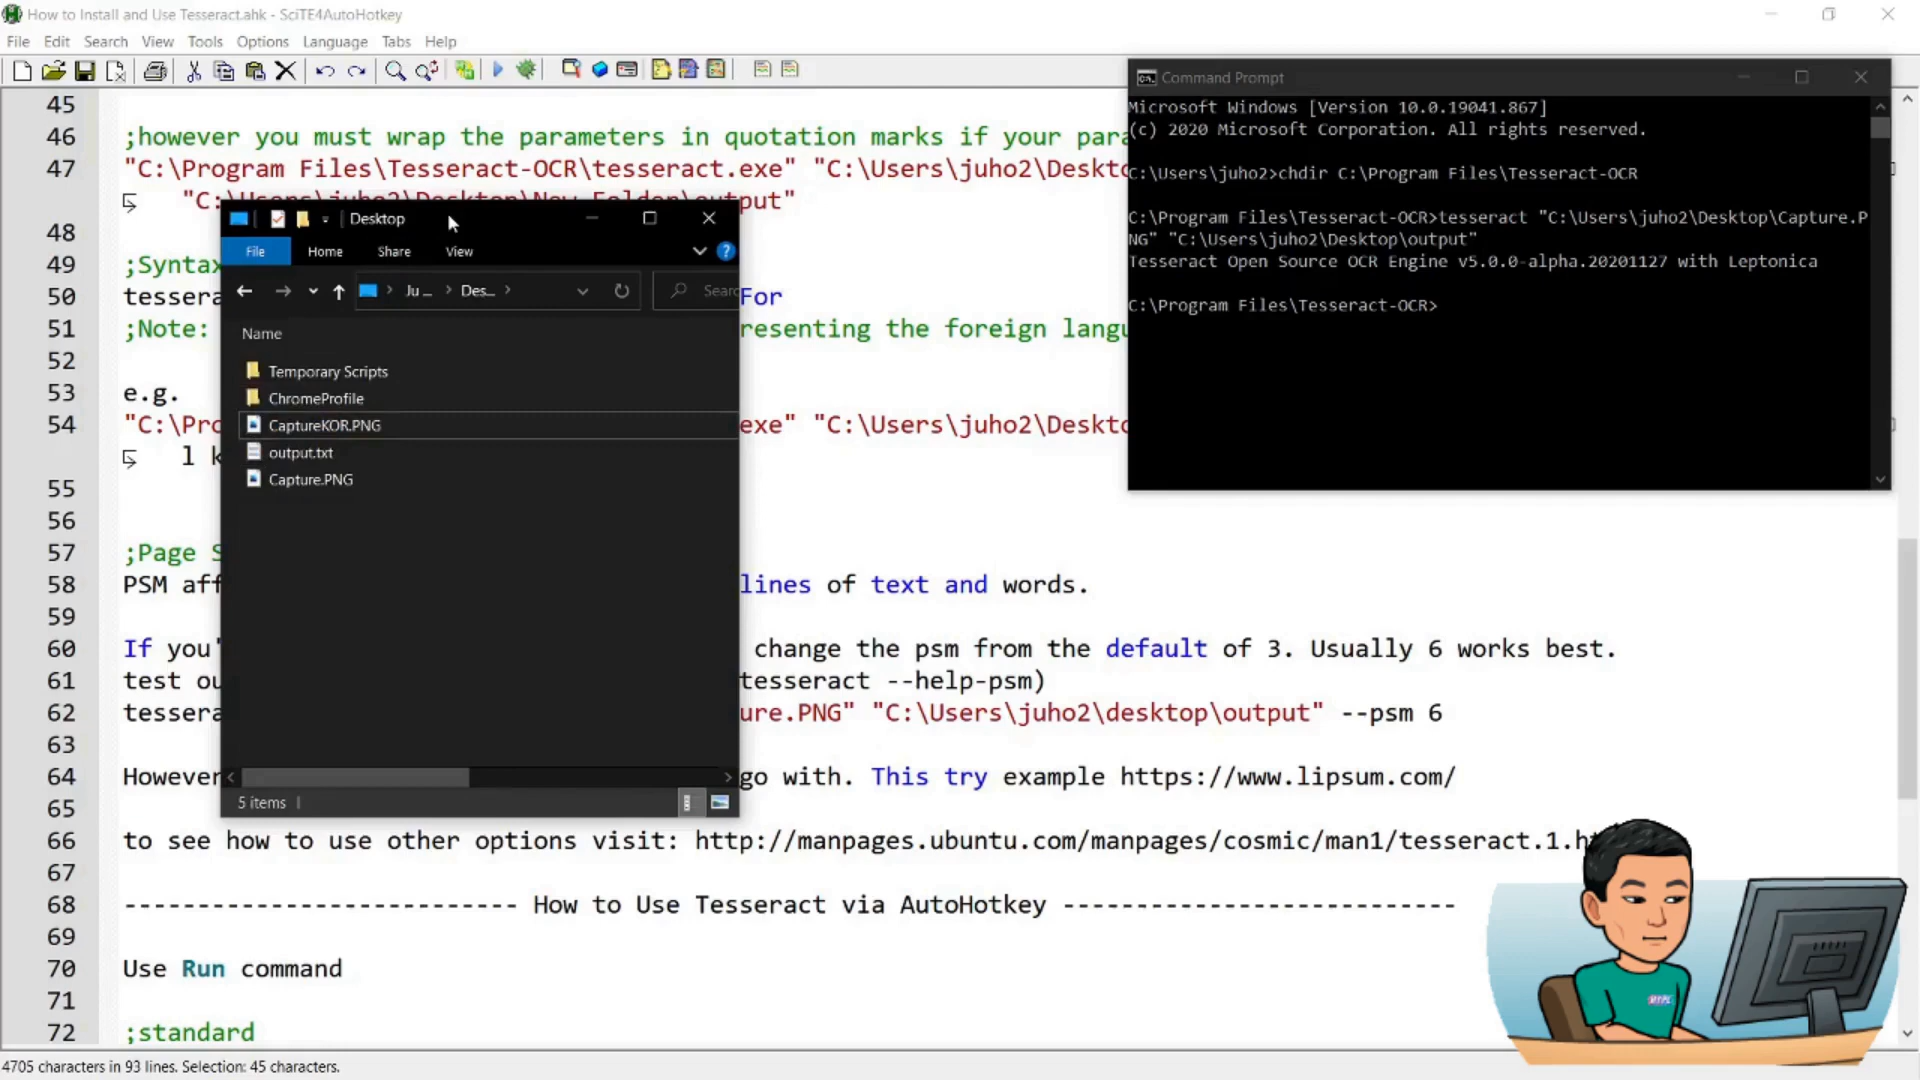 How to Install and Use Tesseract.ahk - SciTE4AutoHotkey
File Edit Search View Tools Options Language Tabs Help
45
46 ;however you must wrap the parameters in quotation marks if your para
47 "C:\Program Files\Tesseract-OCR\tesseract.exe" "C:\Users\juho2\Deskto
"C:\Users\juho2\Desktop\New Folder\output"
48
49 ;Syntax
50 tessera For
51 ;Note: resenting the foreign langu
52
53 e.g.
54 "C:\Pro exe" "C:\Users\juho2\Deskto
l k
55
56
57 ;Page S
58 PSM aff lines of text and words.
59
60 If you' change the psm from the default of 3. Usually 6 works best.
61 test ou tesseract --help-psm)
62 tessera ure.PNG" "C:\Users\juho2\desktop\output" --psm 6
63
64 However go with. This try example https://www.lipsum.com/
65
66 to see how to use other options visit: http://manpages.ubuntu.com/manpages/cosmic/man1/tesseract.1.h
67
68 --------------------------- How to Use Tesseract via AutoHotkey ---------------------------
69
70 Use Run command
71
72 ;standard
4705 characters in 93 lines. Selection: 45 characters.
Desktop
File Home Share View
Ju ... Des...
Searc
Name
Temporary Scripts
ChromeProfile
CaptureKOR.PNG
output.txt
Capture.PNG
5 items
Command Prompt
Microsoft Windows [Version 10.0.19041.867]
(c) 2020 Microsoft Corporation. All rights reserved.
C:\Users\juho2>chdir C:\Program Files\Tesseract-OCR
C:\Program Files\Tesseract-OCR>tesseract "C:\Users\juho2\Desktop\Capture.P
NG" "C:\Users\juho2\Desktop\output"
Tesseract Open Source OCR Engine v5.0.0-alpha.20201127 with Leptonica
C:\Program Files\Tesseract-OCR>